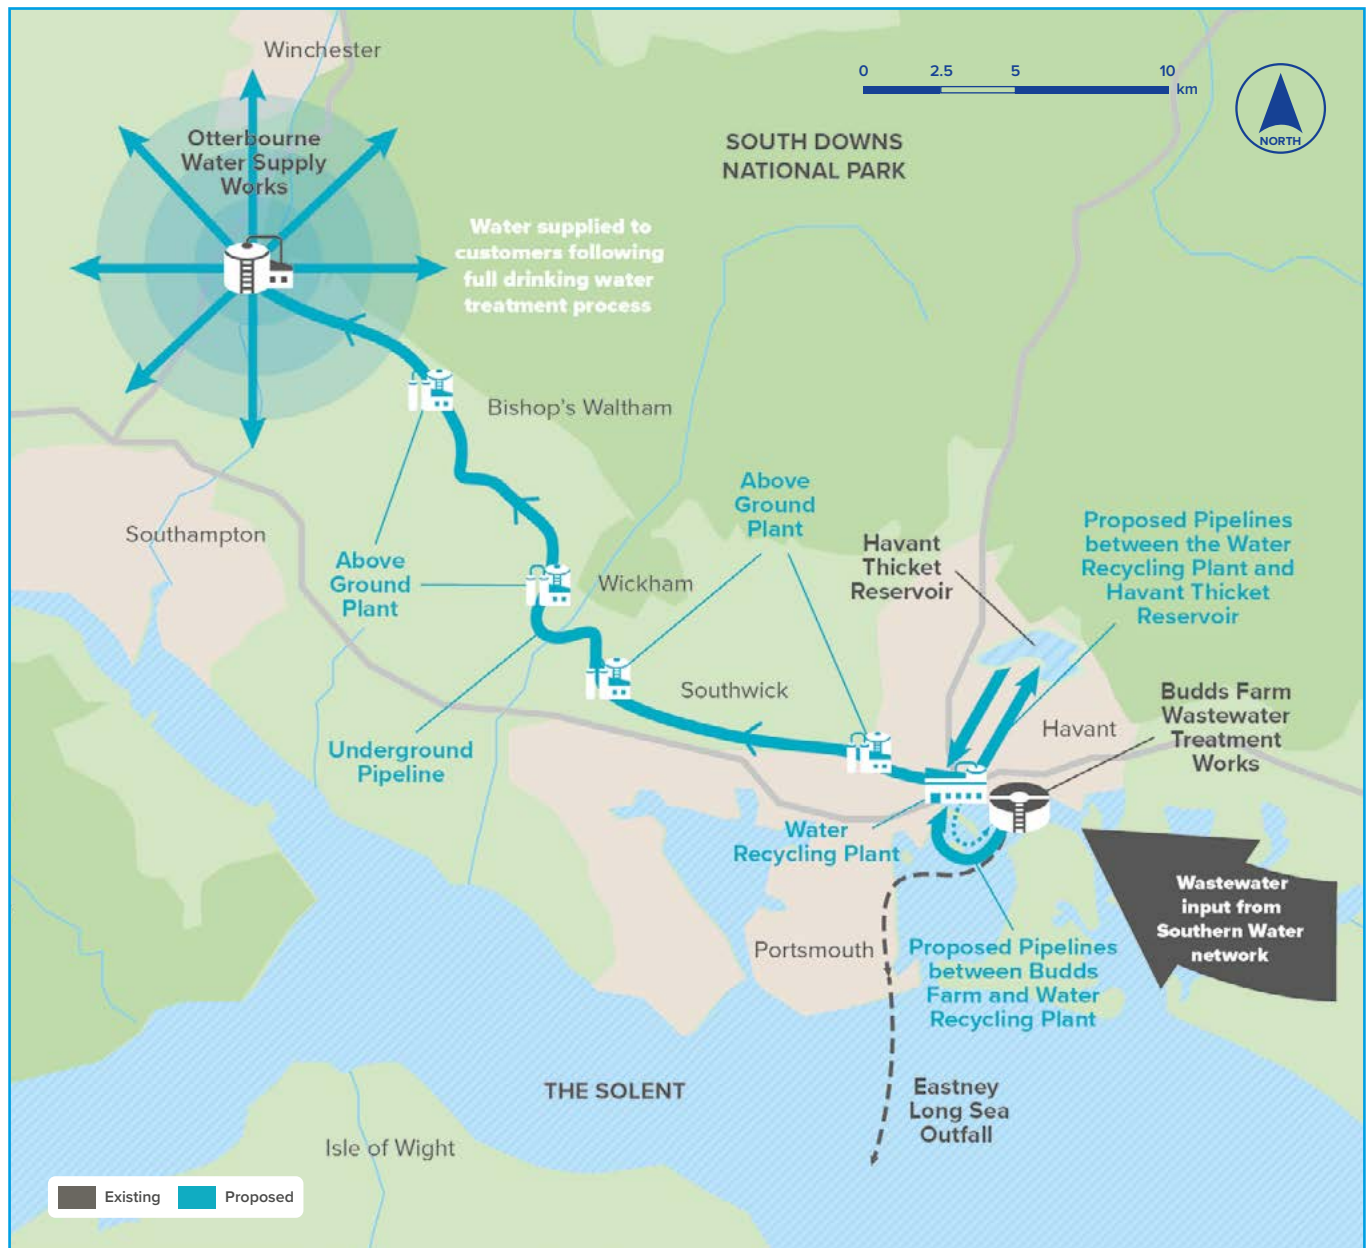 Winchester
0 2.5 5 10
km
NORTH
Otterbourne
Water Supply
Works
SOUTH DOWNS
NATIONAL PARK
Water supplied to
customers following
full drinking water
treatment process
Bishop's Waltham
Southampton
Above
Ground
Plant
Above
Ground
Plant
Wickham
Havant
Thicket
Reservoir
Proposed Pipelines
between the Water
Recycling Plant and
Havant Thicket
Reservoir
Southwick
Havant
Budds Farm
Wastewater
Treatment
Works
Underground
Pipeline
Water
Recycling Plant
Wastewater
input from
Southern Water
network
Portsmouth
Proposed Pipelines
between Budds
Farm and Water
Recycling Plant
THE SOLENT
Eastney
Long Sea
Outfall
Isle of Wight
Existing
Proposed